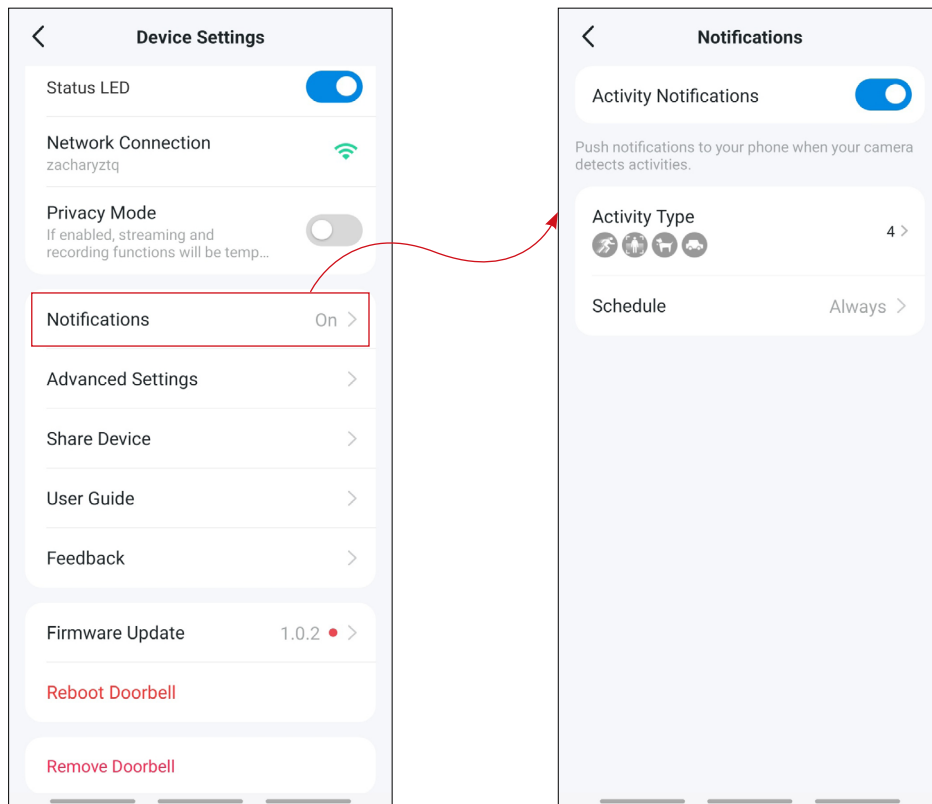 Device Settings
Status LED
Network Connection
zacharyztq
Privacy Mode
If enabled, streaming and
recording functions will be temp...
Notifications
On
Advanced Settings
Share Device
User Guide
Feedback
Firmware Update
1.0.2
Reboot Doorbell
Remove Doorbell
Notifications
Activity Notifications
Push notifications to your phone when your camera
detects activities.
Activity Type
4
Schedule
Always